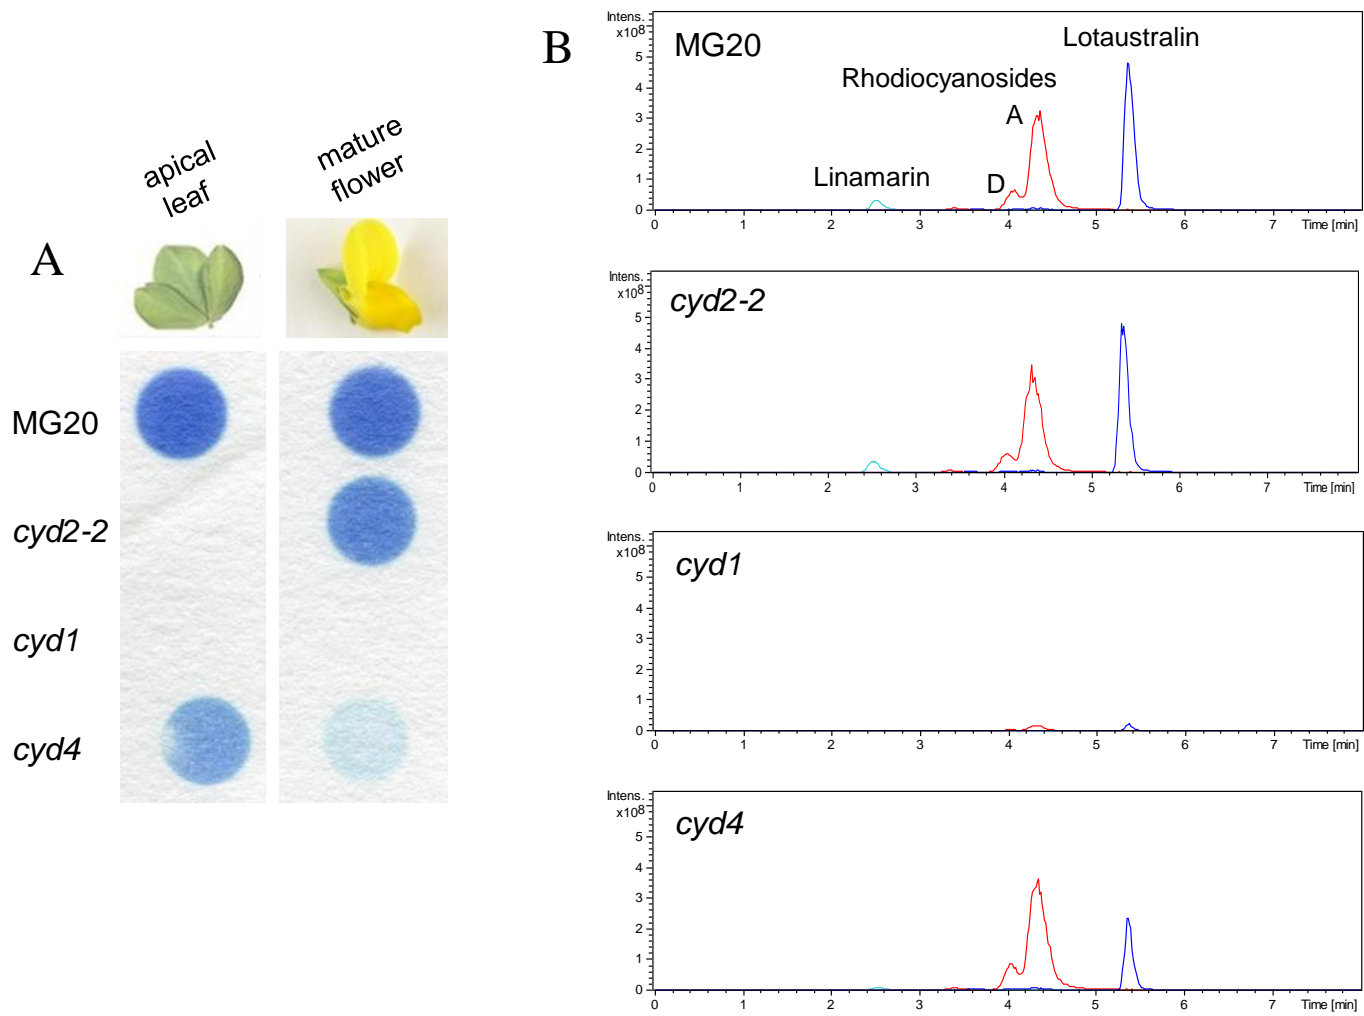 A
apical
leaf
mature
flower
MG20
cyd2-2
cyd1
cyd4
B
Intens.
x10⁸
MG20
Lotaustralin
Rhodiocyanosides
A
D
Linamarin
5
4
3
2
1
0
0 1 2 3 4 5 6 7 Time [min]
Intens.
x10⁸
cyd2-2
5
4
3
2
1
0
0 1 2 3 4 5 6 7 Time [min]
Intens.
x10⁸
cyd1
5
4
3
2
1
0
0 1 2 3 4 5 6 7 Time [min]
Intens.
x10⁸
cyd4
5
4
3
2
1
0
0 1 2 3 4 5 6 7 Time [min]